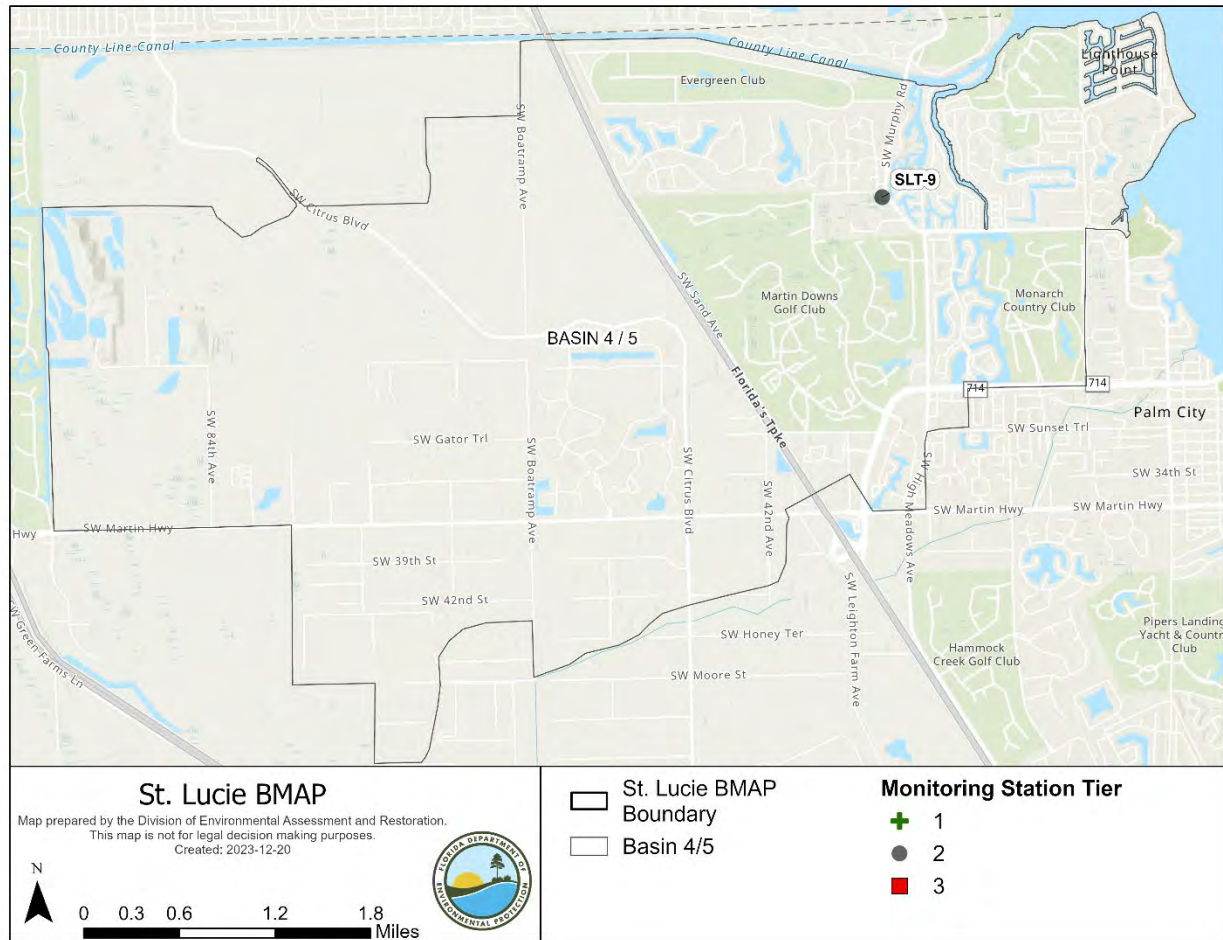 County Line Canal
County Line Canal
Lighthouse
Point
Evergreen Club
SW Boatramp Ave
SW Murphy Rd
SLT-9
SW Citrus Blvd
SW Sand Ave
Martin Downs
Golf Club
Monarch
Country Club
BASIN 4 / 5
Florida's Tpke
714
714
Palm City
SW 84th Ave
SW Gator Trl
SW Boatramp Ave
SW Citrus Blvd
SW 42nd Ave
SW High Meadows Ave
SW Sunset Trl
SW 34th St
Hwy
SW Martin Hwy
SW Martin Hwy
SW Martin Hwy
SW 39th St
SW 42nd St
SW Green Farms Ln
SW Honey Ter
SW Leighton Farm Ave
SW Moore St
Hammock
Creek Golf Club
Pipers Landing
Yacht & Country
Club
St. Lucie BMAP
Map prepared by the Division of Environmental Assessment and Restoration.
This map is not for legal decision making purposes.
Created: 2023-12-20
N
0 0.3 0.6 1.2 1.8
Miles
FLORIDA DEPARTMENT OF
ENVIRONMENTAL PROTECTION
St. Lucie BMAP
Boundary
Basin 4/5
Monitoring Station Tier
1
2
3